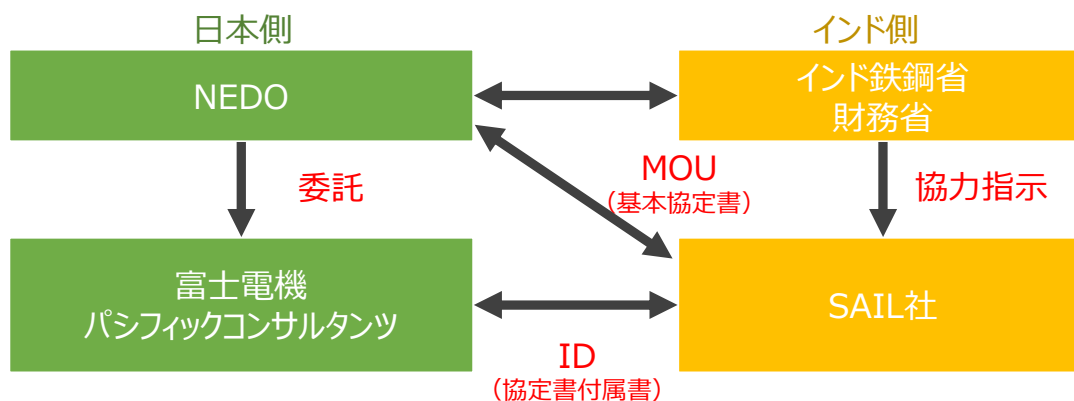 日本側
インド側
NEDO
インド鉄鋼省
財務省
委託
MOU
（基本協定書）
協力指示
富士電機
パシフィックコンサルタンツ
SAIL社
ID
（協定書付属書）